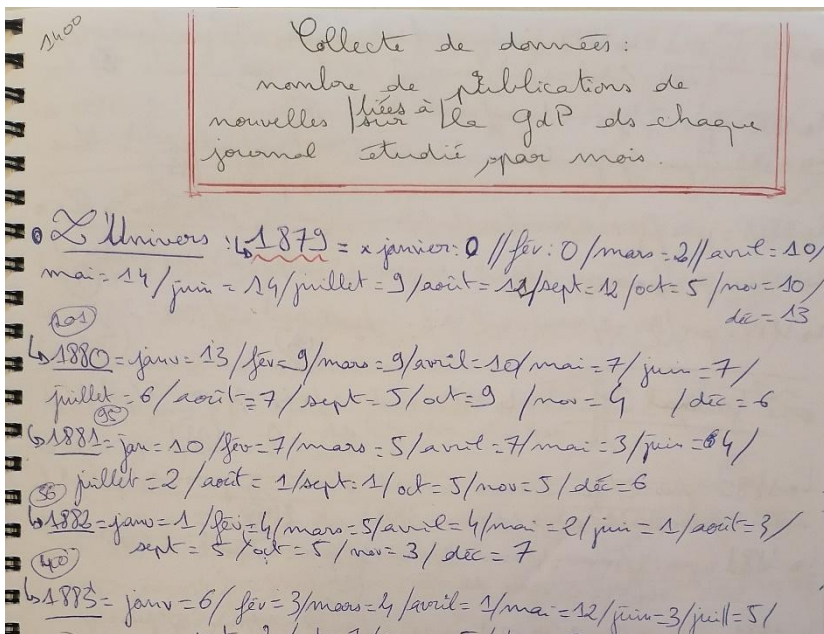 1400
Collecte de données :
nombre de publications de
nouvelles | liées à | la GdP ds chaque
sur
journal étudié par mois.
L'Univers : ↳ 1879 = x janvier : 0 // fév : 0 / mars = 2 // avril = 10 /
mai = 14 / juin = 14 / juillet = 9 / août = / sept = 12 / oct = 5 / nov = 10 /
déc = 13
101
↳ 1880 = janv = 13 / fév = 9 / mars = 9 / avril = 10 / mai = 7 / juin = 7 /
juillet = 6 / août = 7 / sept = 5 / oct = 9 / nov = 4 / déc = 6
95
↳ 1881 = jan = 10 / fév = 7 / mars = 5 / avril = 7 / mai = 3 / juin = 4 /
juillet = 2 / août = 1 / sept : 1 / oct = 5 / nov = 5 / déc = 6
56
↳ 1882 = janv = 1 / fév = 4 / mars = 5 / avril = 4 / mai = 2 / juin = 1 / août = 3 /
sept = 5 / oct = 5 / nov = 3 / déc = 7
40
↳ 1883 = janv = 6 / fév = 3 / mars = 4 / avril = 1 / mai = 12 / juin = 3 / juill = 5 /